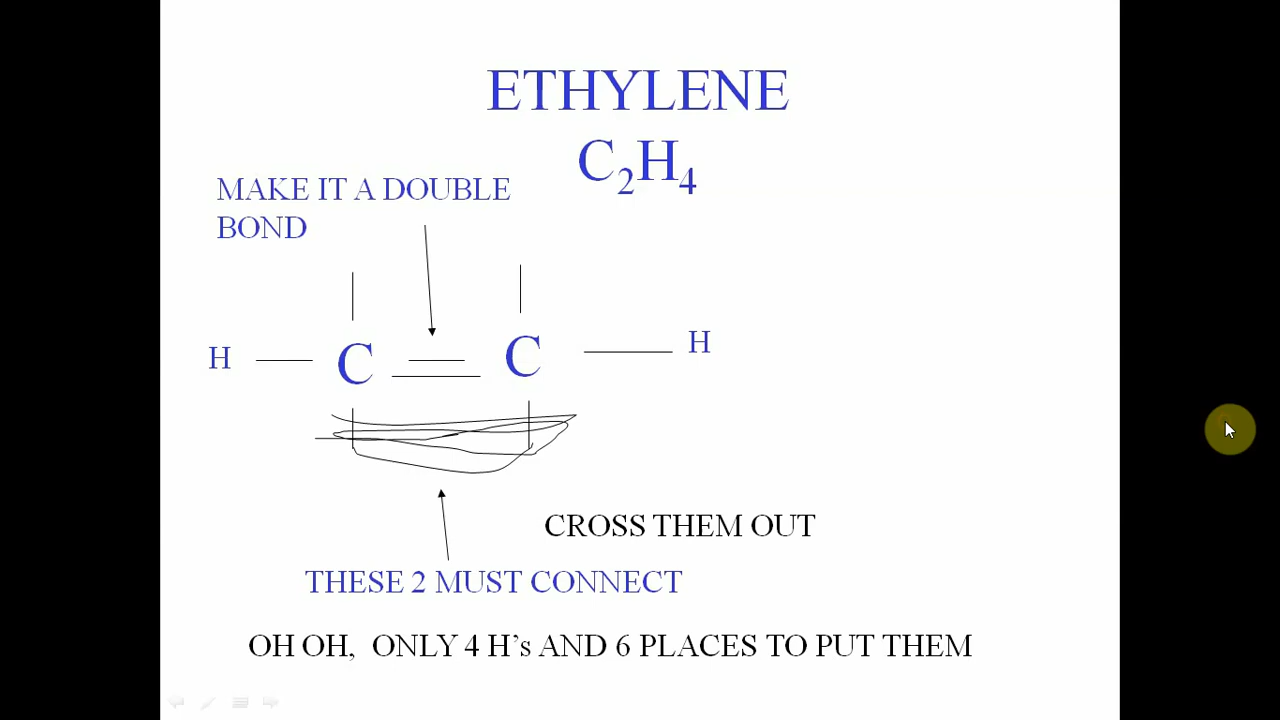 ETHYLENE
C₂H₄
MAKE IT A DOUBLE
BOND
H C C H
CROSS THEM OUT
THESE 2 MUST CONNECT
OH OH, ONLY 4 H’s AND 6 PLACES TO PUT THEM